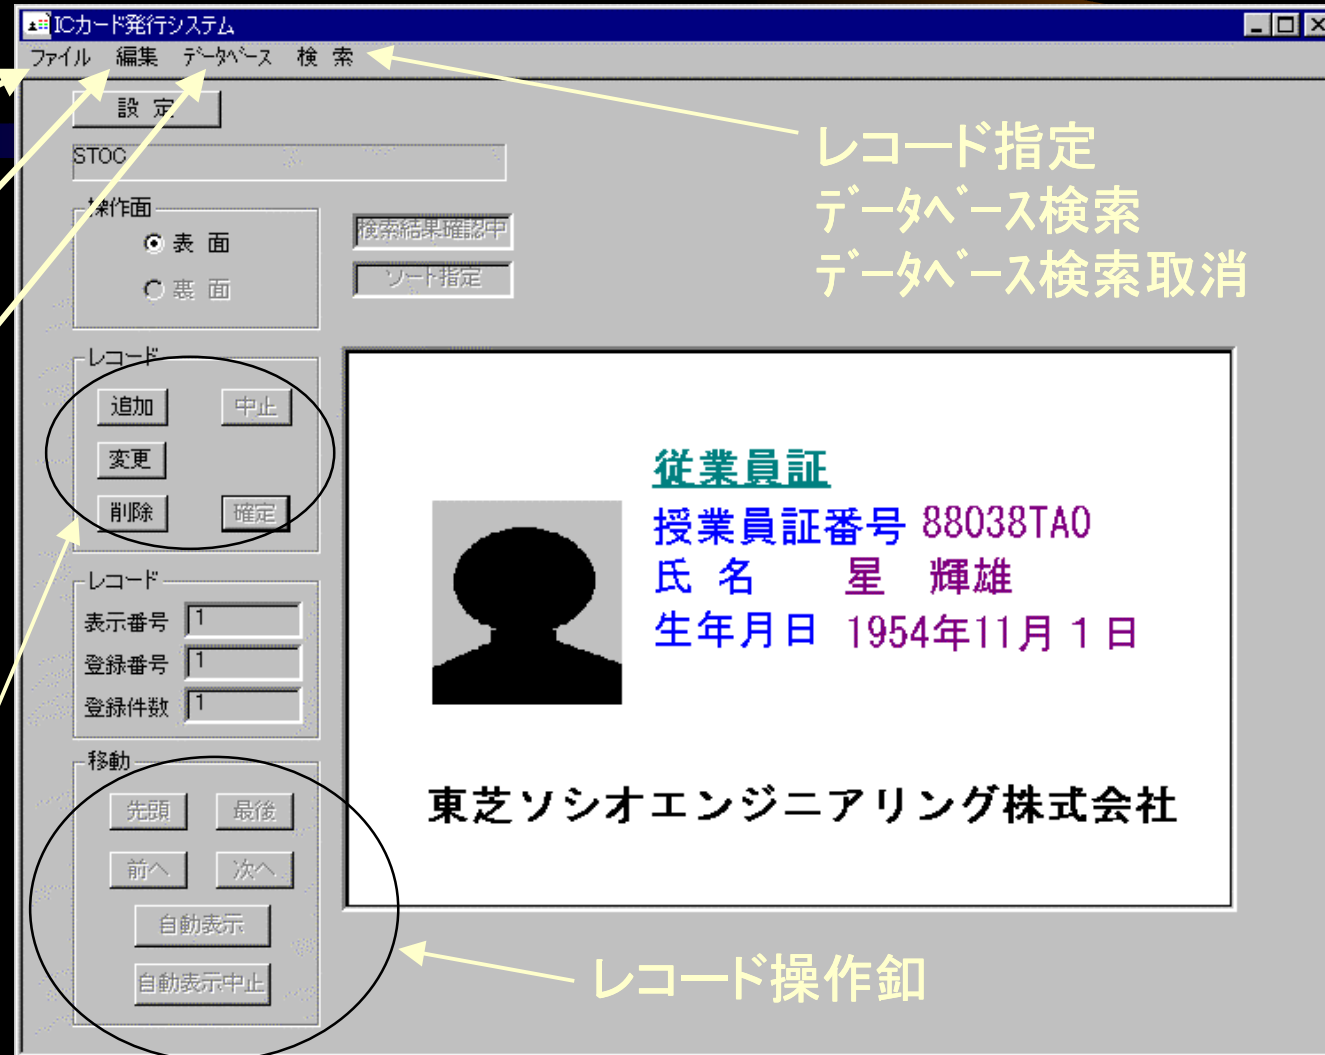 ICカード発行システム
ファイル 編集 データベース 検 索
設 定
STOC
レコード指定
データベース検索
データベース検索取消
操作面
表 面
裏 面
検索結果確認中
ソート指定
レコード
追加 中止
変更
削除 確定
レコード
表示番号 1
登録番号 1
登録件数 1
移動
先頭 最後
前へ 次へ
自動表示
自動表示中止
従業員証
授業員証番号 88038TA0
氏 名 星 輝雄
生年月日 1954年11月 1 日
東芝ソシオエンジニアリング株式会社
レコード操作釦